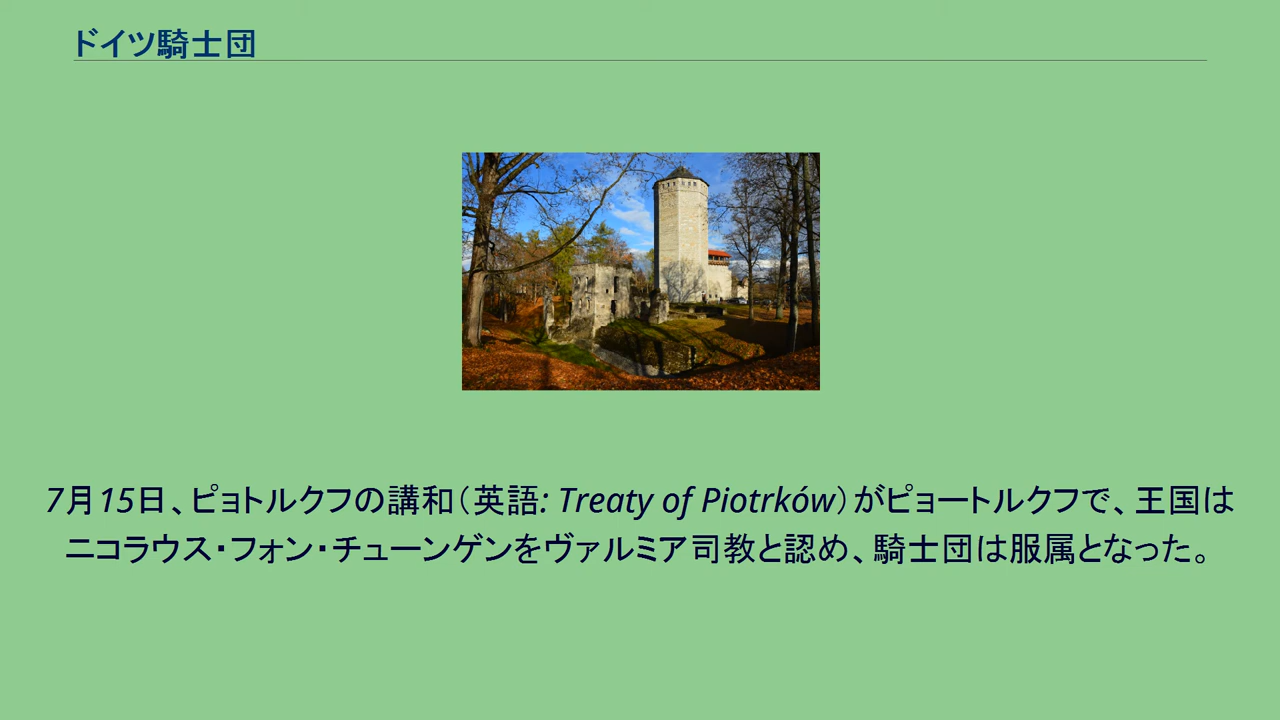 ドイツ騎士団
7月15日、ピョトルクフの講和（英語: Treaty of Piotrków）がピョートルクフで、王国は
ニコラウス・フォン・チューンゲンをヴァルミア司教と認め、騎士団は服属となった。